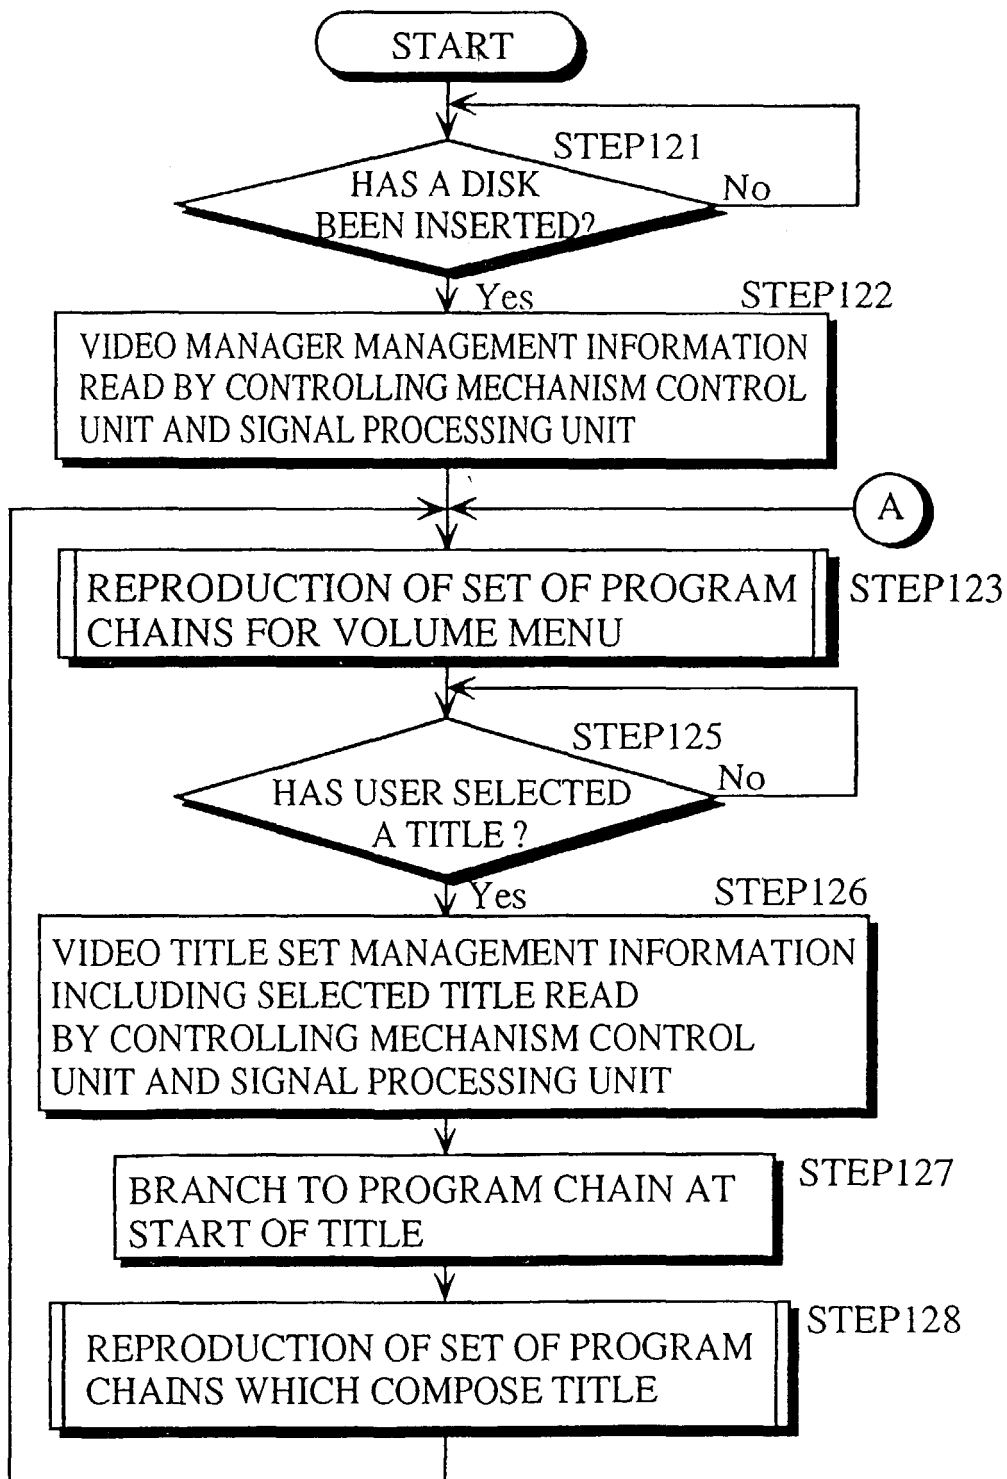 START
STEP121
HAS A DISK
BEEN INSERTED?
No
Yes
STEP122
VIDEO MANAGER MANAGEMENT INFORMATION
READ BY CONTROLLING MECHANISM CONTROL
UNIT AND SIGNAL PROCESSING UNIT
A
REPRODUCTION OF SET OF PROGRAM
CHAINS FOR VOLUME MENU
STEP123
STEP125
HAS USER SELECTED
A TITLE ?
No
Yes
STEP126
VIDEO TITLE SET MANAGEMENT INFORMATION
INCLUDING SELECTED TITLE READ
BY CONTROLLING MECHANISM CONTROL
UNIT AND SIGNAL PROCESSING UNIT
STEP127
BRANCH TO PROGRAM CHAIN AT
START OF TITLE
STEP128
REPRODUCTION OF SET OF PROGRAM
CHAINS WHICH COMPOSE TITLE